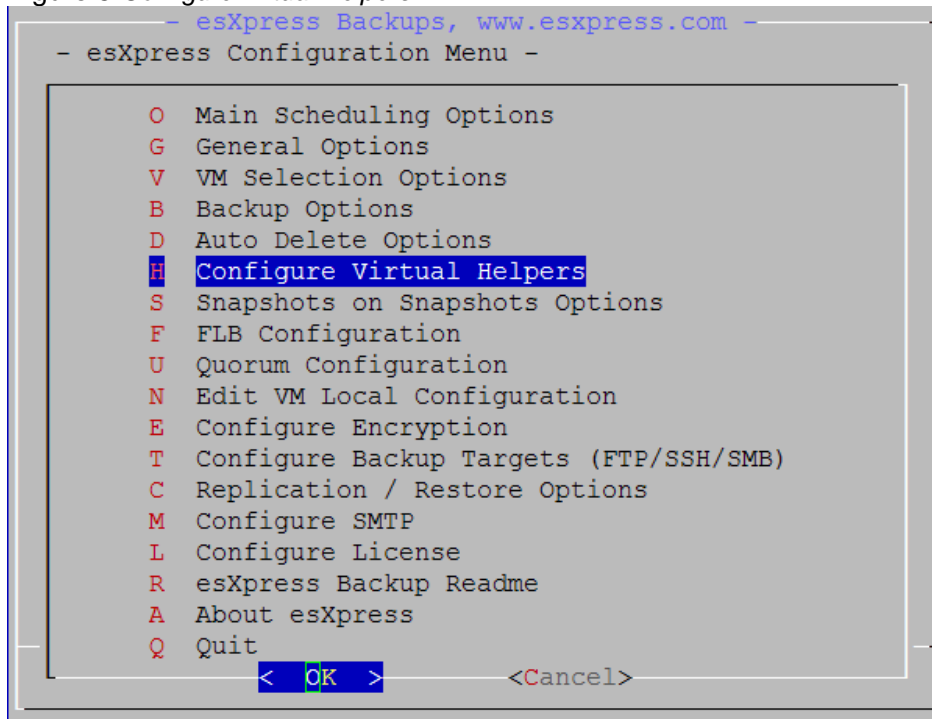 - esXpress Backups, www.esxpress.com -
- esXpress Configuration Menu -
O Main Scheduling Options
G General Options
V VM Selection Options
B Backup Options
D Auto Delete Options
H Configure Virtual Helpers
S Snapshots on Snapshots Options
F FLB Configuration
U Quorum Configuration
N Edit VM Local Configuration
E Configure Encryption
T Configure Backup Targets (FTP/SSH/SMB)
C Replication / Restore Options
M Configure SMTP
L Configure License
R esXpress Backup Readme
A About esXpress
Q Quit
< OK > <Cancel>